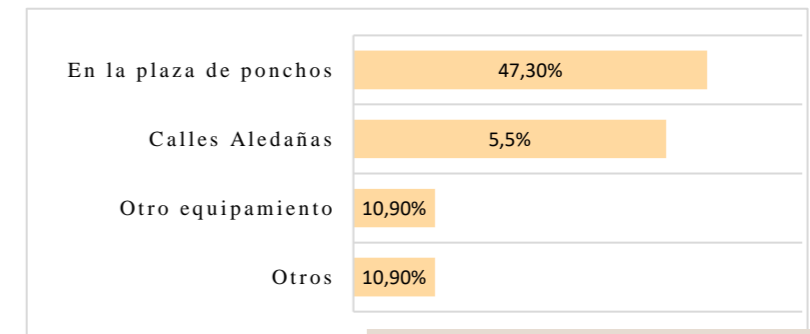 En la plaza de ponchos 47,30%
Calles Aledañas 5,5%
Otro equipamiento 10,90%
Otros 10,90%